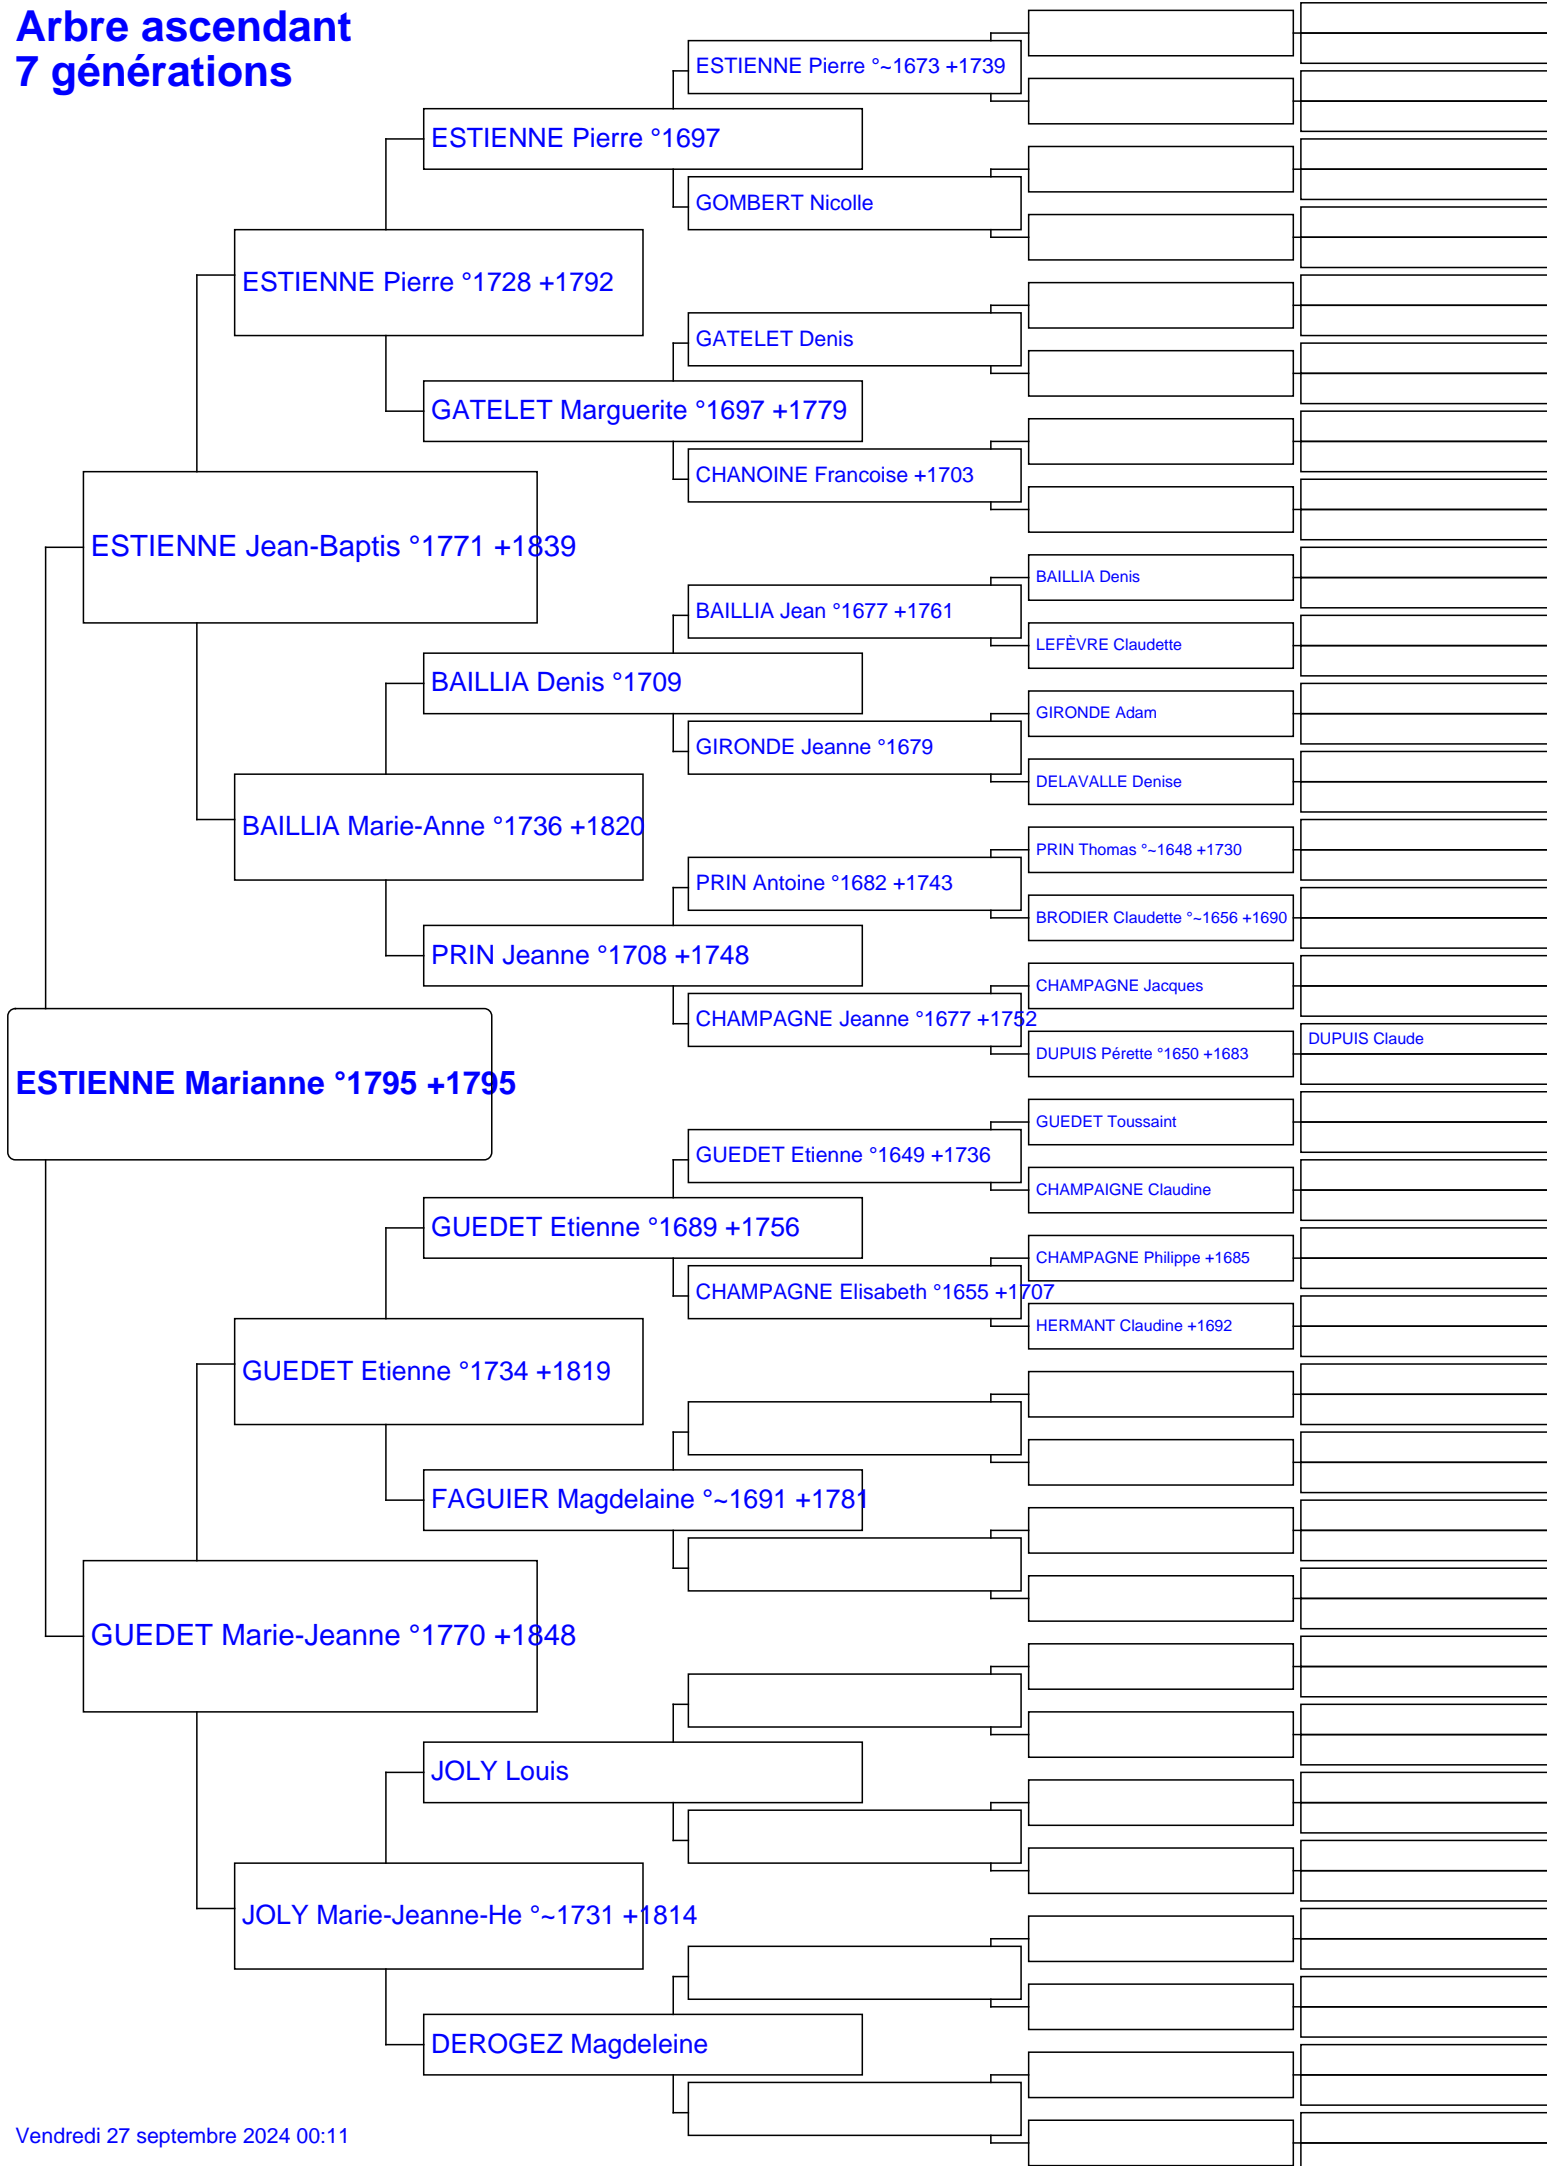 Arbre ascendant
7 générations
ESTIENNE Pierre °~1673 +1739
ESTIENNE Pierre °1697
GOMBERT Nicolle
ESTIENNE Pierre °1728 +1792
GATELET Denis
GATELET Marguerite °1697 +1779
CHANOINE Francoise +1703
ESTIENNE Jean-Baptis °1771 +1839
BAILLIA Denis
BAILLIA Jean °1677 +1761
LEFÈVRE Claudette
BAILLIA Denis °1709
GIRONDE Adam
GIRONDE Jeanne °1679
DELAVALLE Denise
BAILLIA Marie-Anne °1736 +1820
PRIN Thomas °~1648 +1730
PRIN Antoine °1682 +1743
BRODIER Claudette °~1656 +1690
PRIN Jeanne °1708 +1748
CHAMPAGNE Jacques
CHAMPAGNE Jeanne °1677 +1752
DUPUIS Claude
DUPUIS Pérette °1650 +1683
ESTIENNE Marianne °1795 +1795
GUEDET Toussaint
GUEDET Etienne °1649 +1736
CHAMPAIGNE Claudine
GUEDET Etienne °1689 +1756
CHAMPAGNE Philippe +1685
CHAMPAGNE Elisabeth °1655 +1707
HERMANT Claudine +1692
GUEDET Etienne °1734 +1819
FAGUIER Magdelaine °~1691 +1781
GUEDET Marie-Jeanne °1770 +1848
JOLY Louis
JOLY Marie-Jeanne-He °~1731 +1814
DEROGEZ Magdeleine
Vendredi 27 septembre 2024 00:11